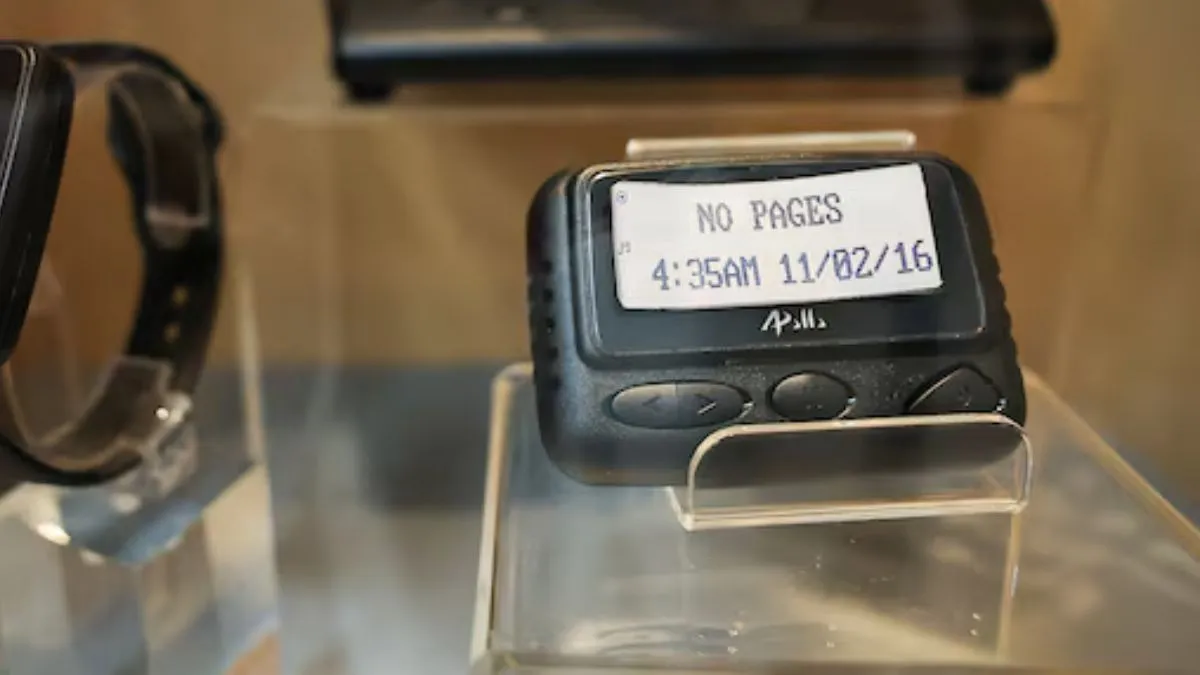 NO PAGES
4:35AM 11/02/16
Apollo